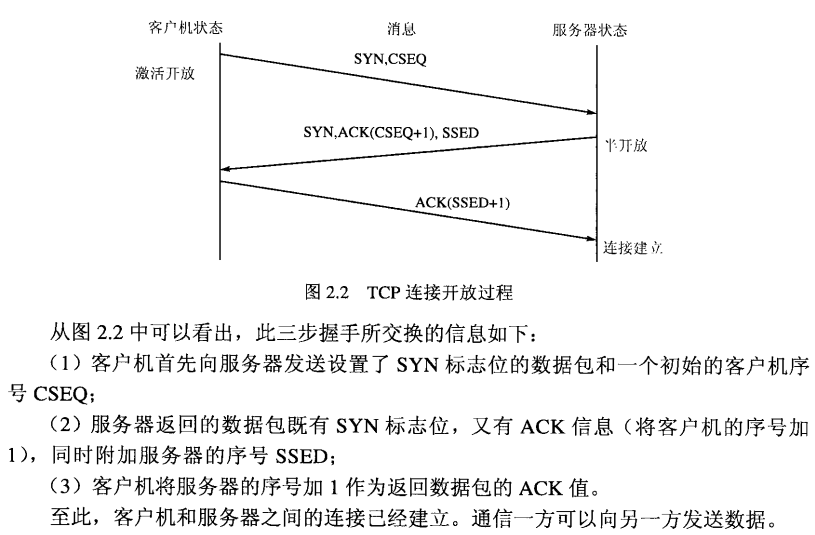 客户机状态 消息 服务器状态
SYN,CSEQ
激活开放
SYN,ACK(CSEQ+1), SSED
半开放
ACK(SSED+1)
连接建立
图 2.2 TCP 连接开放过程
从图 2.2 中可以看出，此三步握手所交换的信息如下：
（1）客户机首先向服务器发送设置了 SYN 标志位的数据包和一个初始的客户机序
号 CSEQ；
（2）服务器返回的数据包既有 SYN 标志位，又有 ACK 信息（将客户机的序号加
1），同时附加服务器的序号 SSED；
（3）客户机将服务器的序号加 1 作为返回数据包的 ACK 值。
至此，客户机和服务器之间的连接已经建立。通信一方可以向另一方发送数据。